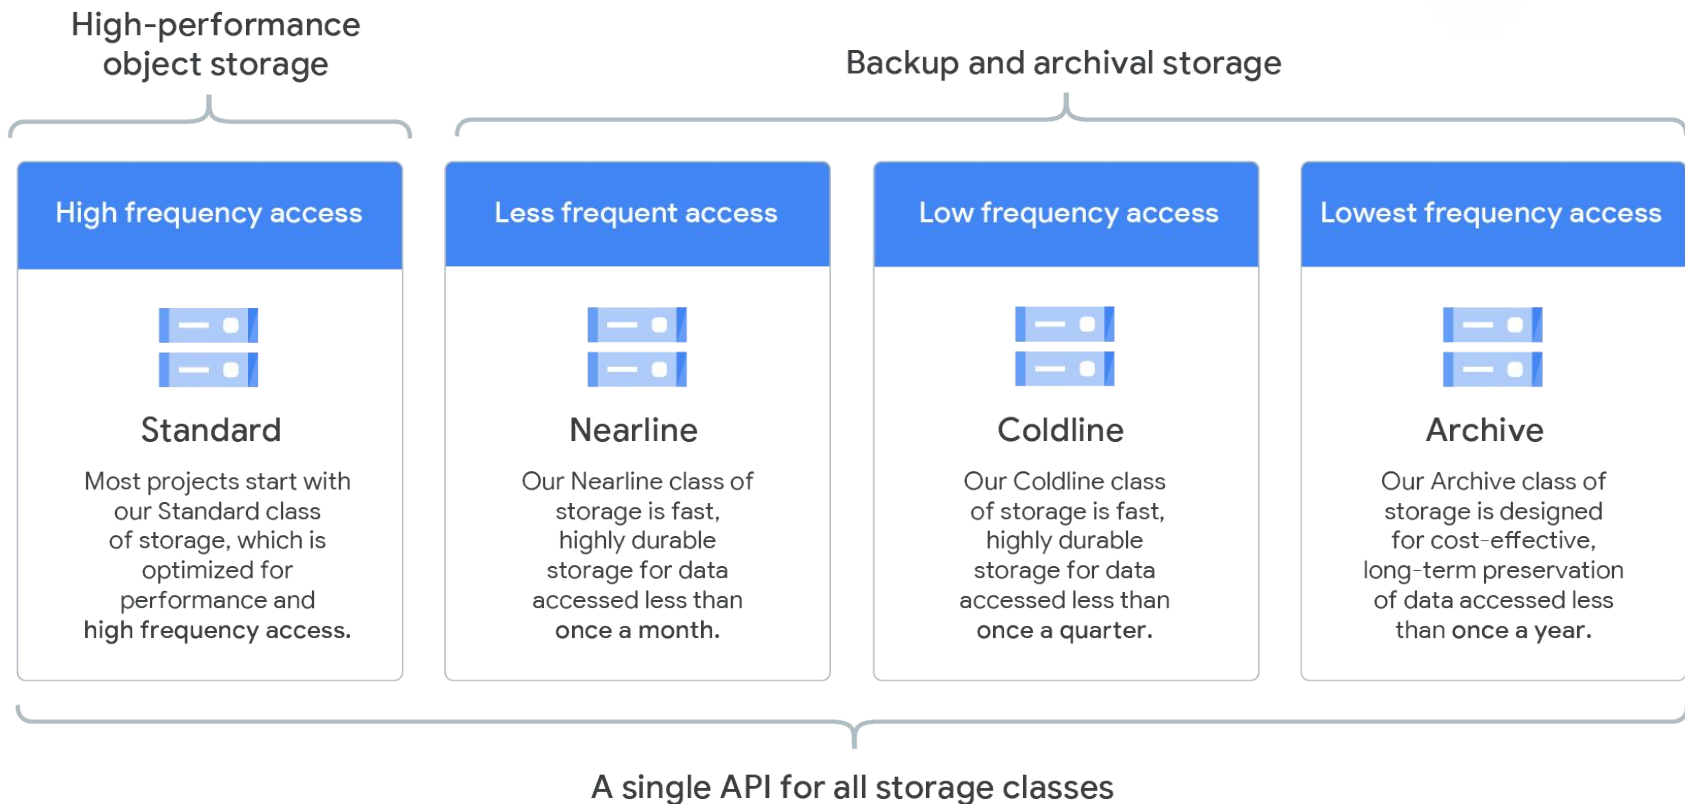 High-performance
object storage
Backup and archival storage
High frequency access
Standard
Most projects start with
our Standard class
of storage, which is
optimized for
performance and
high frequency access.
Less frequent access
Nearline
Our Nearline class of
storage is fast,
highly durable
storage for data
accessed less than
once a month.
Low frequency access
Coldline
Our Coldline class
of storage is fast,
highly durable
storage for data
accessed less than
once a quarter.
Lowest frequency access
Archive
Our Archive class of
storage is designed
for cost-effective,
long-term preservation
of data accessed less
than once a year.
A single API for all storage classes